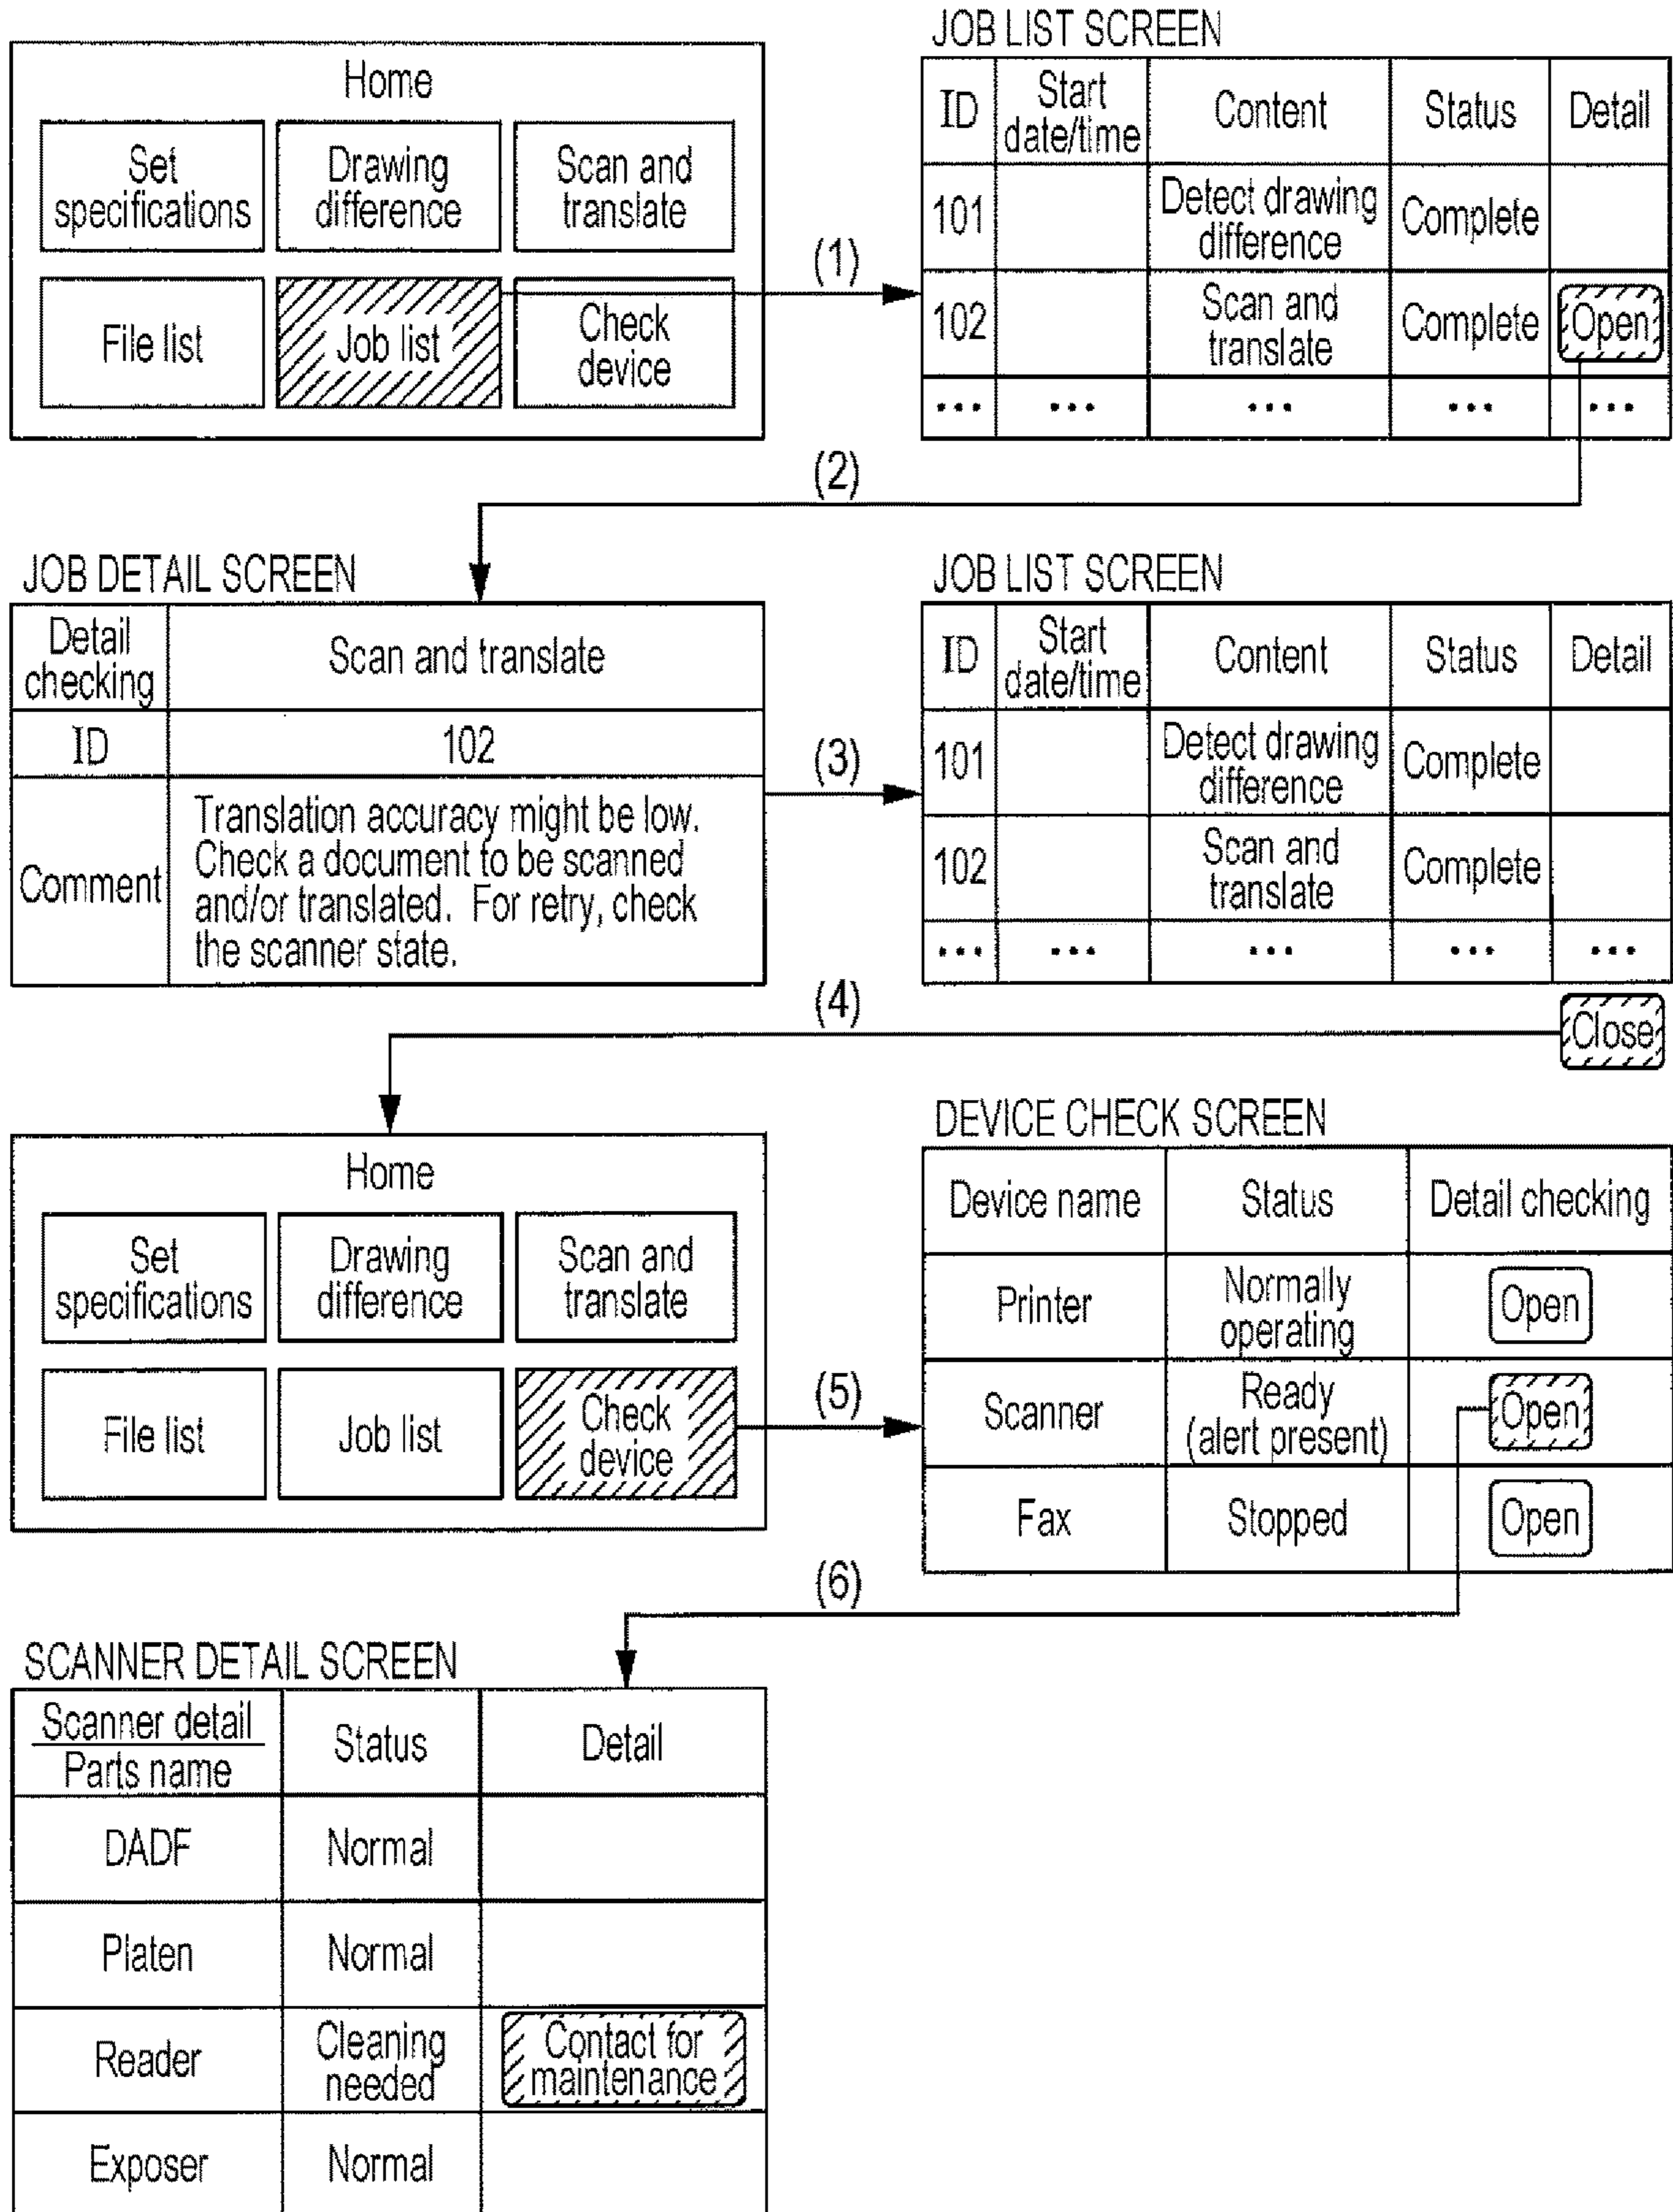 Home
Set
specifications
Drawing
difference
Scan and
translate
File list
Job list
Check
device
(1)
JOB LIST SCREEN
ID
Start
date/time
Content
Status
Detail
101
Detect drawing
difference
Complete
102
Scan and
translate
Complete
Open
...
...
...
...
...
(2)
JOB DETAIL SCREEN
Detail
checking
Scan and translate
ID
102
Comment
Translation accuracy might be low.
Check a document to be scanned
and/or translated. For retry, check
the scanner state.
(3)
JOB LIST SCREEN
ID
Start
date/time
Content
Status
Detail
101
Detect drawing
difference
Complete
102
Scan and
translate
Complete
...
...
...
...
...
Close
(4)
Home
Set
specifications
Drawing
difference
Scan and
translate
File list
Job list
Check
device
(5)
DEVICE CHECK SCREEN
Device name
Status
Detail checking
Printer
Normally
operating
Open
Scanner
Ready
(alert present)
Open
Fax
Stopped
Open
(6)
SCANNER DETAIL SCREEN
Scanner detail
Parts name
Status
Detail
DADF
Normal
Platen
Normal
Reader
Cleaning
needed
Contact for
maintenance
Exposer
Normal